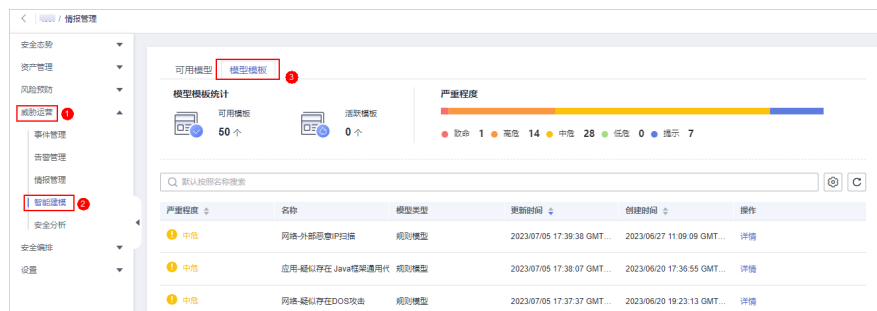 / 情报管理
安全态势
资产管理
风险预防
威胁运营 1
事件管理
告警管理
情报管理
智能建模 2
安全分析
安全编排
设置
可用模型 模型模板 3
模型模板统计
可用模板
50 个
活跃模板
0 个
严重程度
致命 1 高危 14 中危 28 低危 0 提示 7
默认按照名称搜索
严重程度 名称 模型类型 更新时间 创建时间 操作
中危 网络-外部恶意IP扫描 规则模型 2023/07/05 17:39:38 GMT... 2023/06/27 11:09:09 GMT... 详情
中危 应用-疑似存在 Java框架通用代 规则模型 2023/07/05 17:38:07 GMT... 2023/06/20 17:36:55 GMT... 详情
中危 网络-疑似存在DOS攻击 规则模型 2023/07/05 17:37:37 GMT... 2023/06/20 19:23:13 GMT... 详情